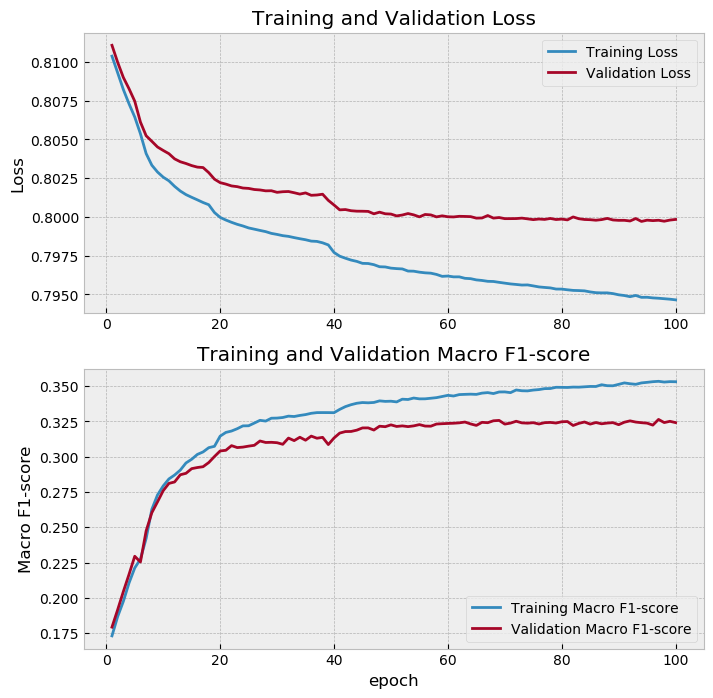 Training and Validation Loss
Training Loss
Validation Loss
0.8100
0.8075
0.8050
0.8025
0.8000
0.7975
0.7950
Loss
0 20 40 60 80 100
Training and Validation Macro F1-score
0.350
0.325
0.300
0.275
0.250
0.225
0.200
0.175
Macro F1-score
Training Macro F1-score
Validation Macro F1-score
0 20 40 60 80 100
epoch